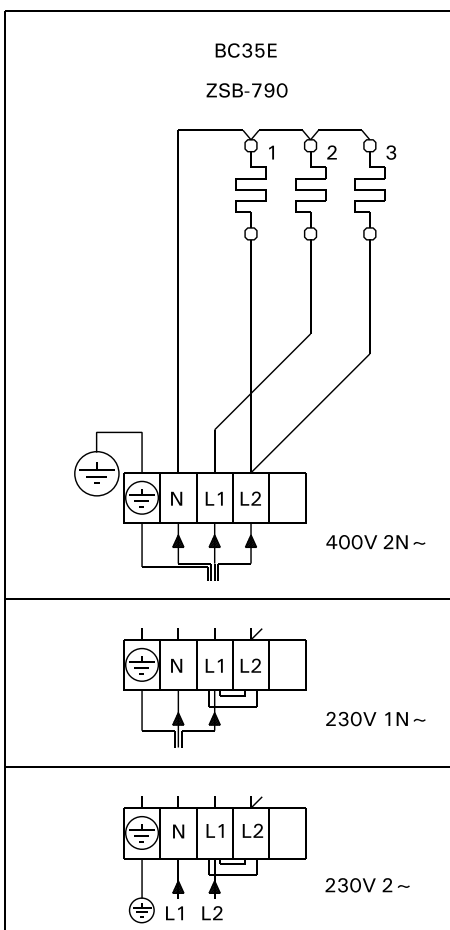 BC35E
ZSB-790
1 2 3
N L1 L2
400V 2N~
N L1 L2
230V 1N~
N L1 L2
230V 2~
L1 L2